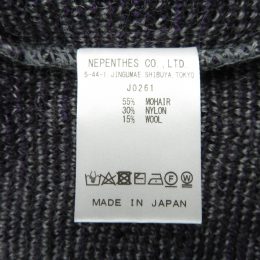 NEPENTHES CO.,LTD
5-44-1 JINGUMAE SHIBUYA TOKYO
J0261
55% MOHAIR
30% NYLON
15% WOOL
P W
MADE IN JAPAN